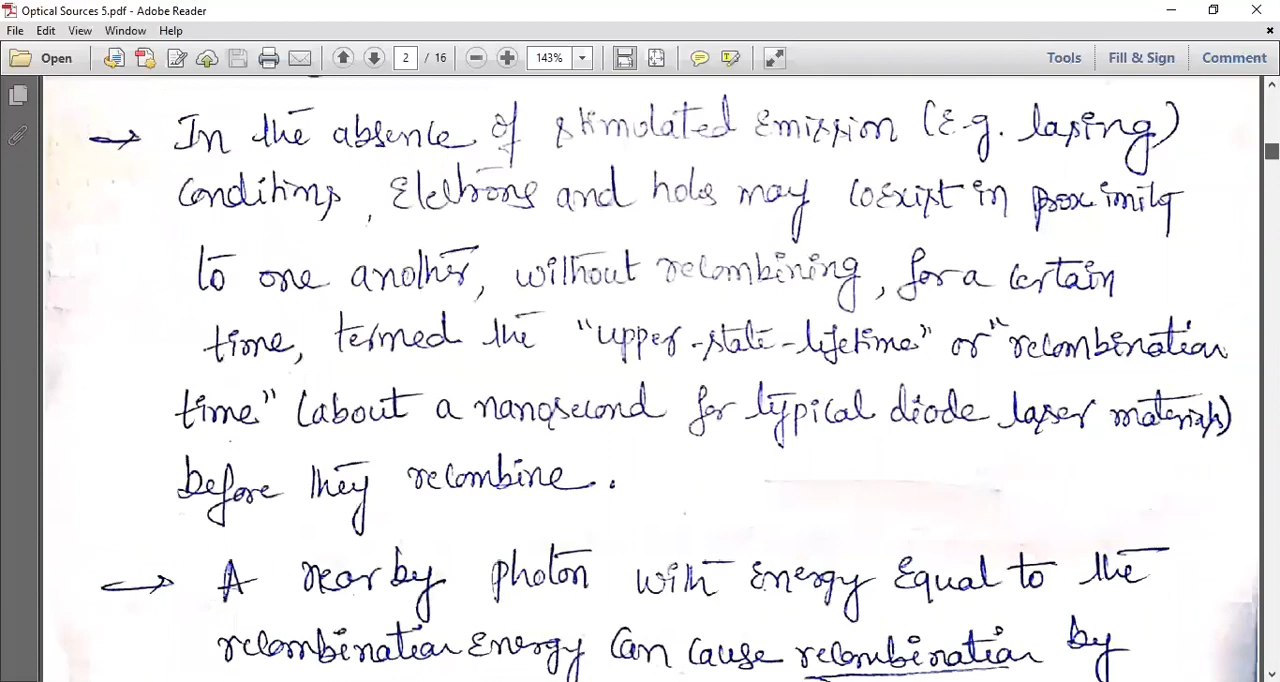 Optical Sources 5.pdf - Adobe Reader
File Edit View Window Help
Open 2 / 16 143% Tools Fill & Sign Comment
→ In the absence of stimulated Emission (E.g. lasing)
Conditions, Electrons and holes may coexist in proximity
to one another, without recombining, for a certain
time, termed the "upper-state-lifetime" or "recombination
time" (about a nanosecond for typical diode laser materials)
before they recombine.
→ A nearby photon with Energy Equal to the
recombination Energy Can cause recombination by